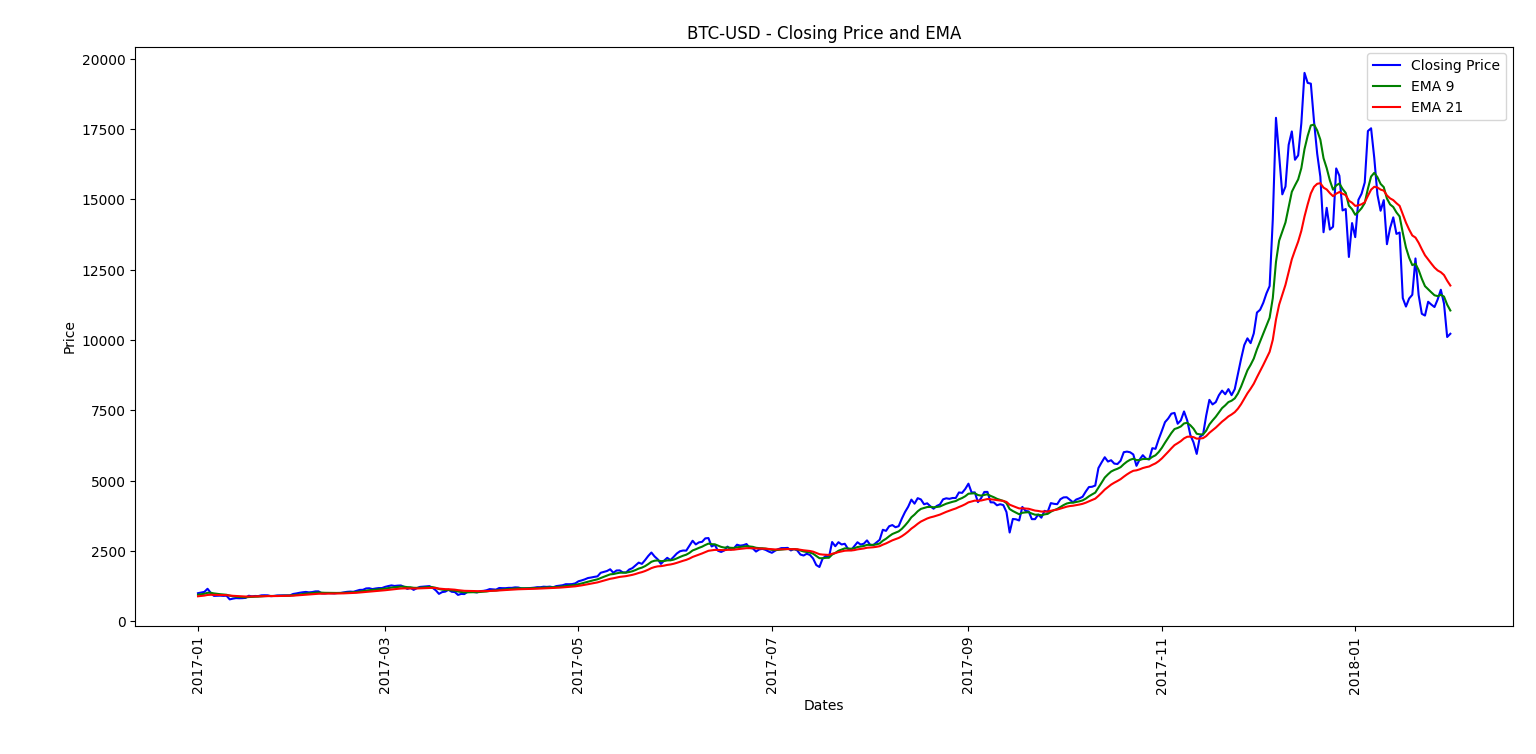 BTC-USD - Closing Price and EMA
Closing Price
EMA 9
EMA 21
Price
20000
17500
15000
12500
10000
7500
5000
2500
0
2017-01
2017-03
2017-05
2017-07
2017-09
2017-11
2018-01
Dates